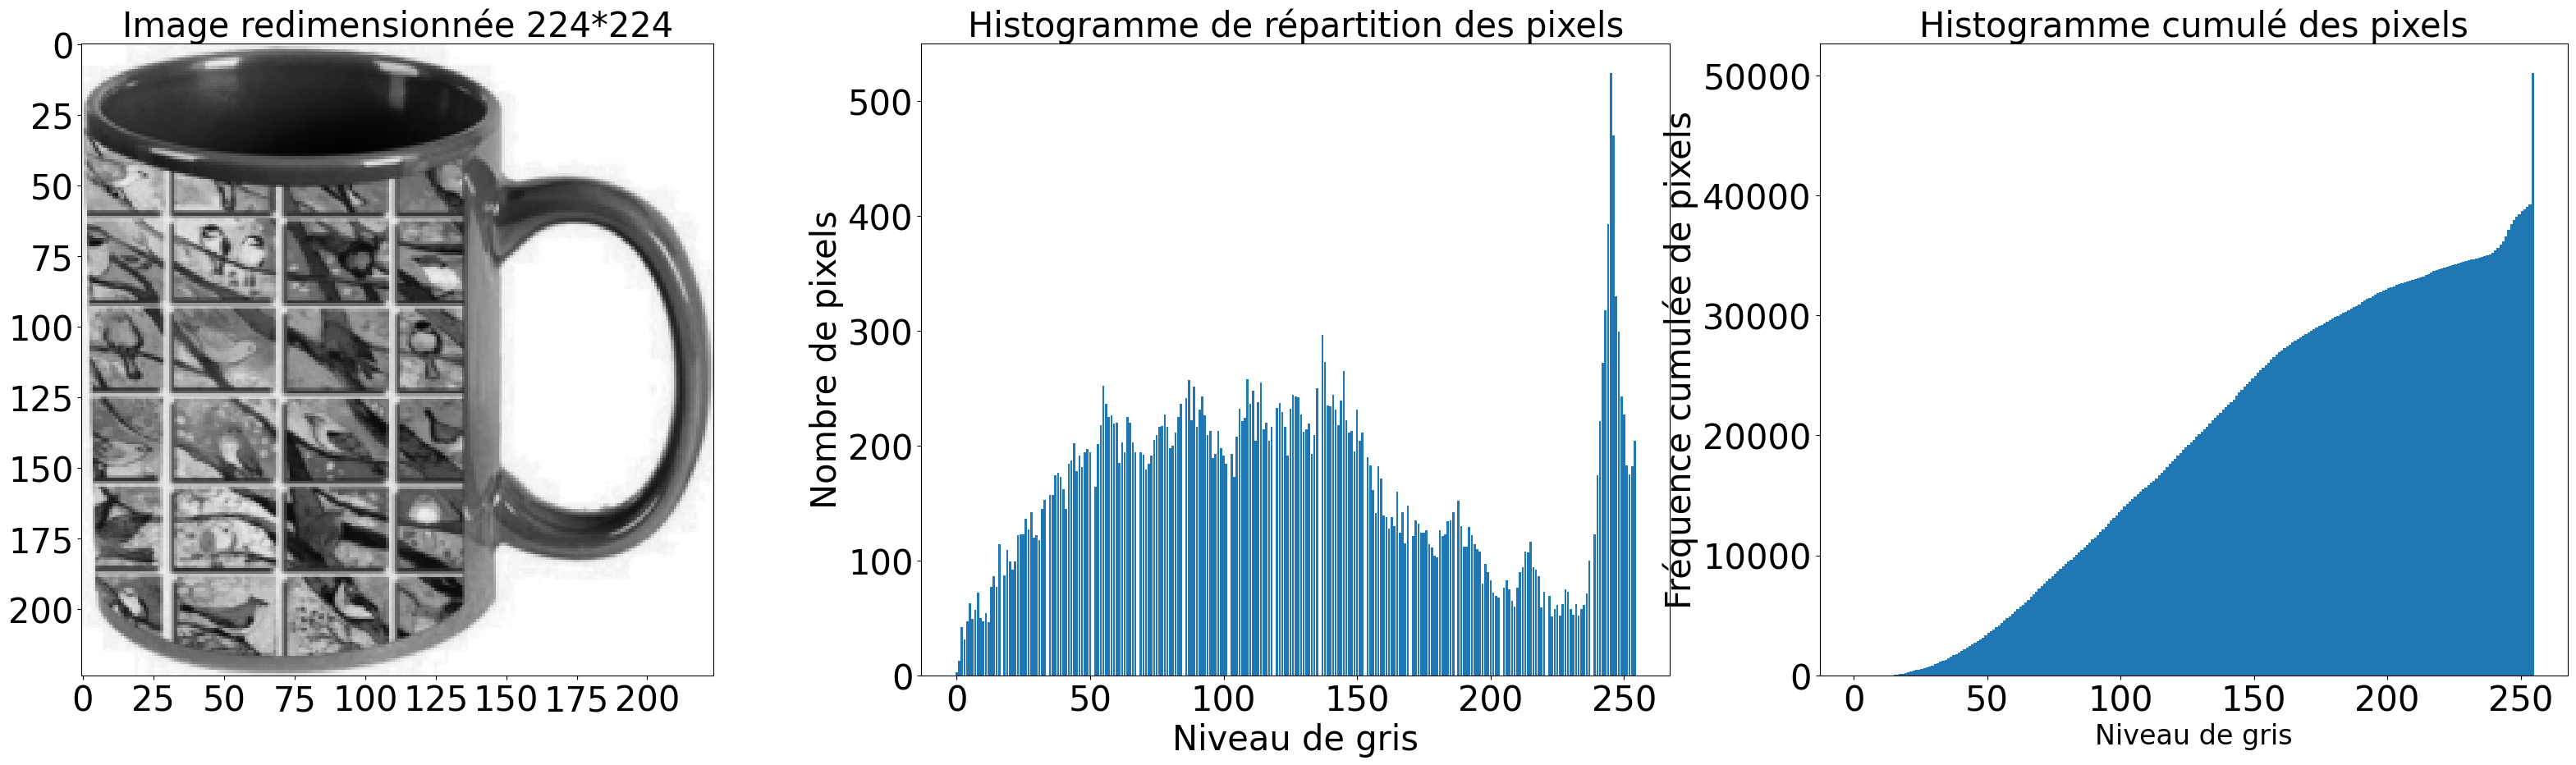 Image redimensionnée 224*224
0
25
50
75
100
125
150
175
200
0 25 50 75 100 125 150 175 200
Histogramme de répartition des pixels
Nombre de pixels
500
400
300
200
100
0
0 50 100 150 200 250
Niveau de gris
Histogramme cumulé des pixels
Fréquence cumulée de pixels
50000
40000
30000
20000
10000
0
0 50 100 150 200 250
Niveau de gris